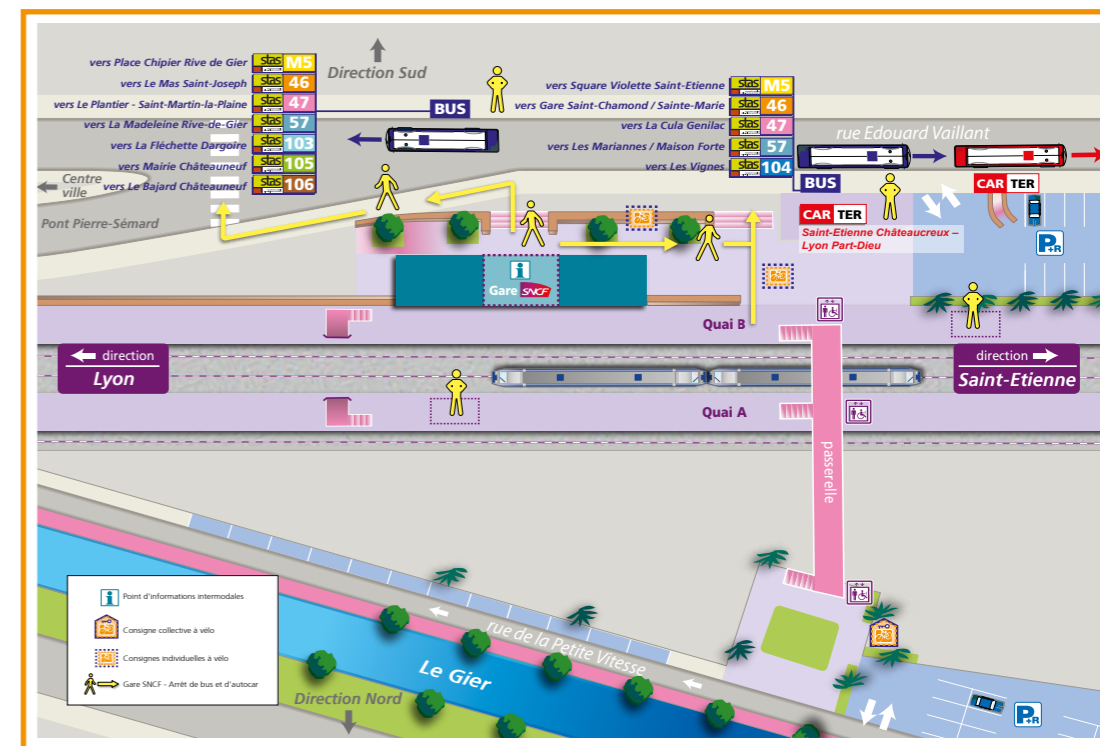 vers Place Chipier Rive de Gier stas M5
vers Le Mas Saint-Joseph stas 46
vers Le Plantier - Saint-Martin-la-Plaine stas 47
vers La Madeleine Rive-de-Gier stas 57
vers La Fléchette Dargoire stas 103
vers Mairie Châteauneuf stas 105
vers Le Bajard Châteauneuf stas 106
Direction Sud
BUS
vers Square Violette Saint-Etienne stas M5
vers Gare Saint-Chamond / Sainte-Marie stas 46
vers La Cula Genilac stas 47
vers Les Mariannes / Maison Forte stas 57
vers Les Vignes stas 104
BUS
rue Edouard Vaillant
CAR TER
CAR TER
Saint-Etienne Châteaucreux –
Lyon Part-Dieu
P+R
Centre
ville
Pont Pierre-Sémard
i
Gare SNCF
Quai B
direction
Lyon
direction
Saint-Etienne
Quai A
passerelle
rue de la Petite Vitesse
Le Gier
Direction Nord
P+R
i Point d'informations intermodales
Consigne collective à vélo
Consignes individuelles à vélo
Gare SNCF - Arrêt de bus et d'autocar